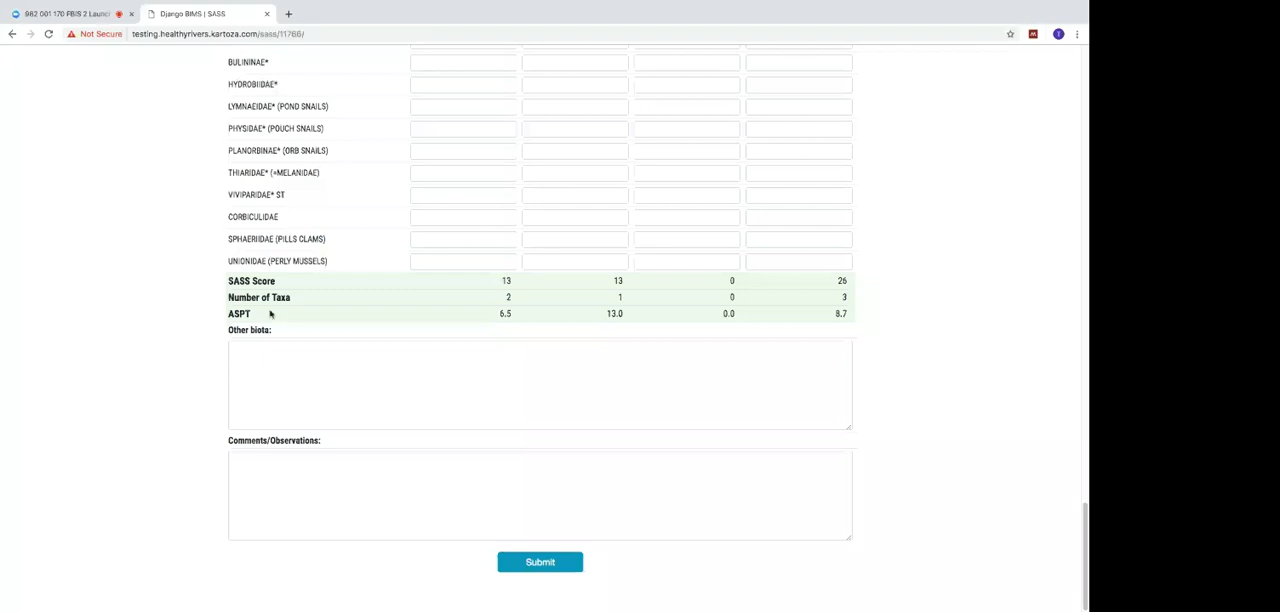 982 001 170 FBIS 2 Launc
Django BIMS | SASS
Not Secure | testing.healthyrivers.kartoza.com/sass/11766/
BULININAE*
HYDROBIIDAE*
LYMNAEIDAE* (POND SNAILS)
PHYSIDAE* (POUCH SNAILS)
PLANORBINAE* (ORB SNAILS)
THIARIDAE* (=MELANIDAE)
VIVIPARIDAE* ST
CORBICULIDAE
SPHAERIIDAE (PILLS CLAMS)
UNIONIDAE (PERLY MUSSELS)
SASS Score 13 13 0 26
Number of Taxa 2 1 0 3
ASPT 6.5 13.0 0.0 8.7
Other biota:
Comments/Observations:
Submit